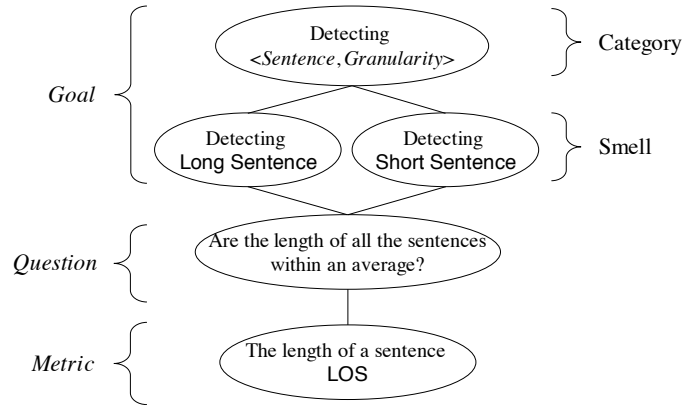 Detecting
<Sentence, Granularity>
Category
Goal
Detecting
Long Sentence
Detecting
Short Sentence
Smell
Are the length of all the sentences
within an average?
Question
The length of a sentence
LOS
Metric